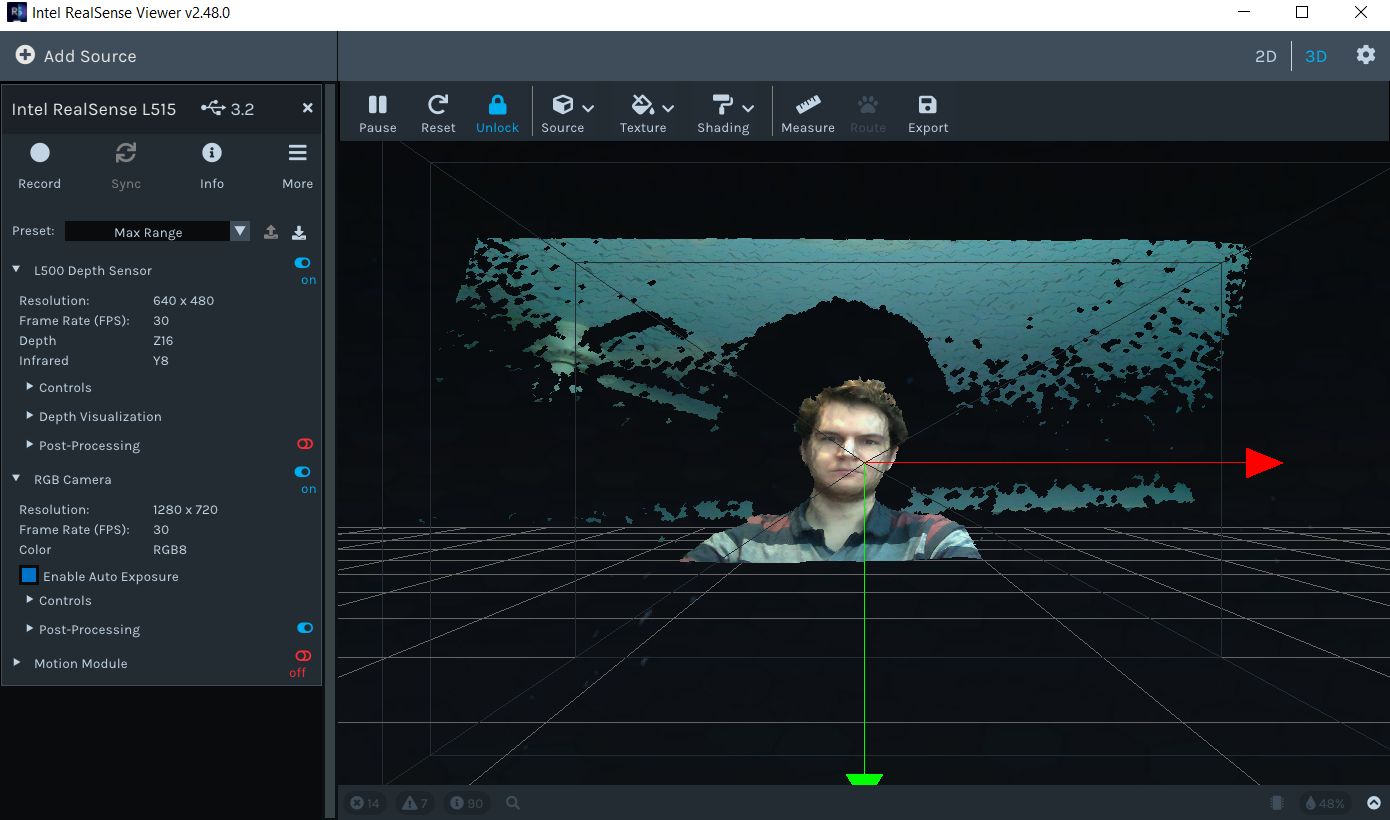 RS Intel RealSense Viewer v2.48.0
Add Source
2D 3D
Intel RealSense L515 3.2
Pause Reset Unlock Source Texture Shading Measure Route Export
Record Sync Info More
Preset: Max Range
L500 Depth Sensor
on
Resolution: 640 x 480
Frame Rate (FPS): 30
Depth Z16
Infrared Y8
Controls
Depth Visualization
Post-Processing
RGB Camera
on
Resolution: 1280 x 720
Frame Rate (FPS): 30
Color RGB8
Enable Auto Exposure
Controls
Post-Processing
Motion Module
off
14 7 90 48%